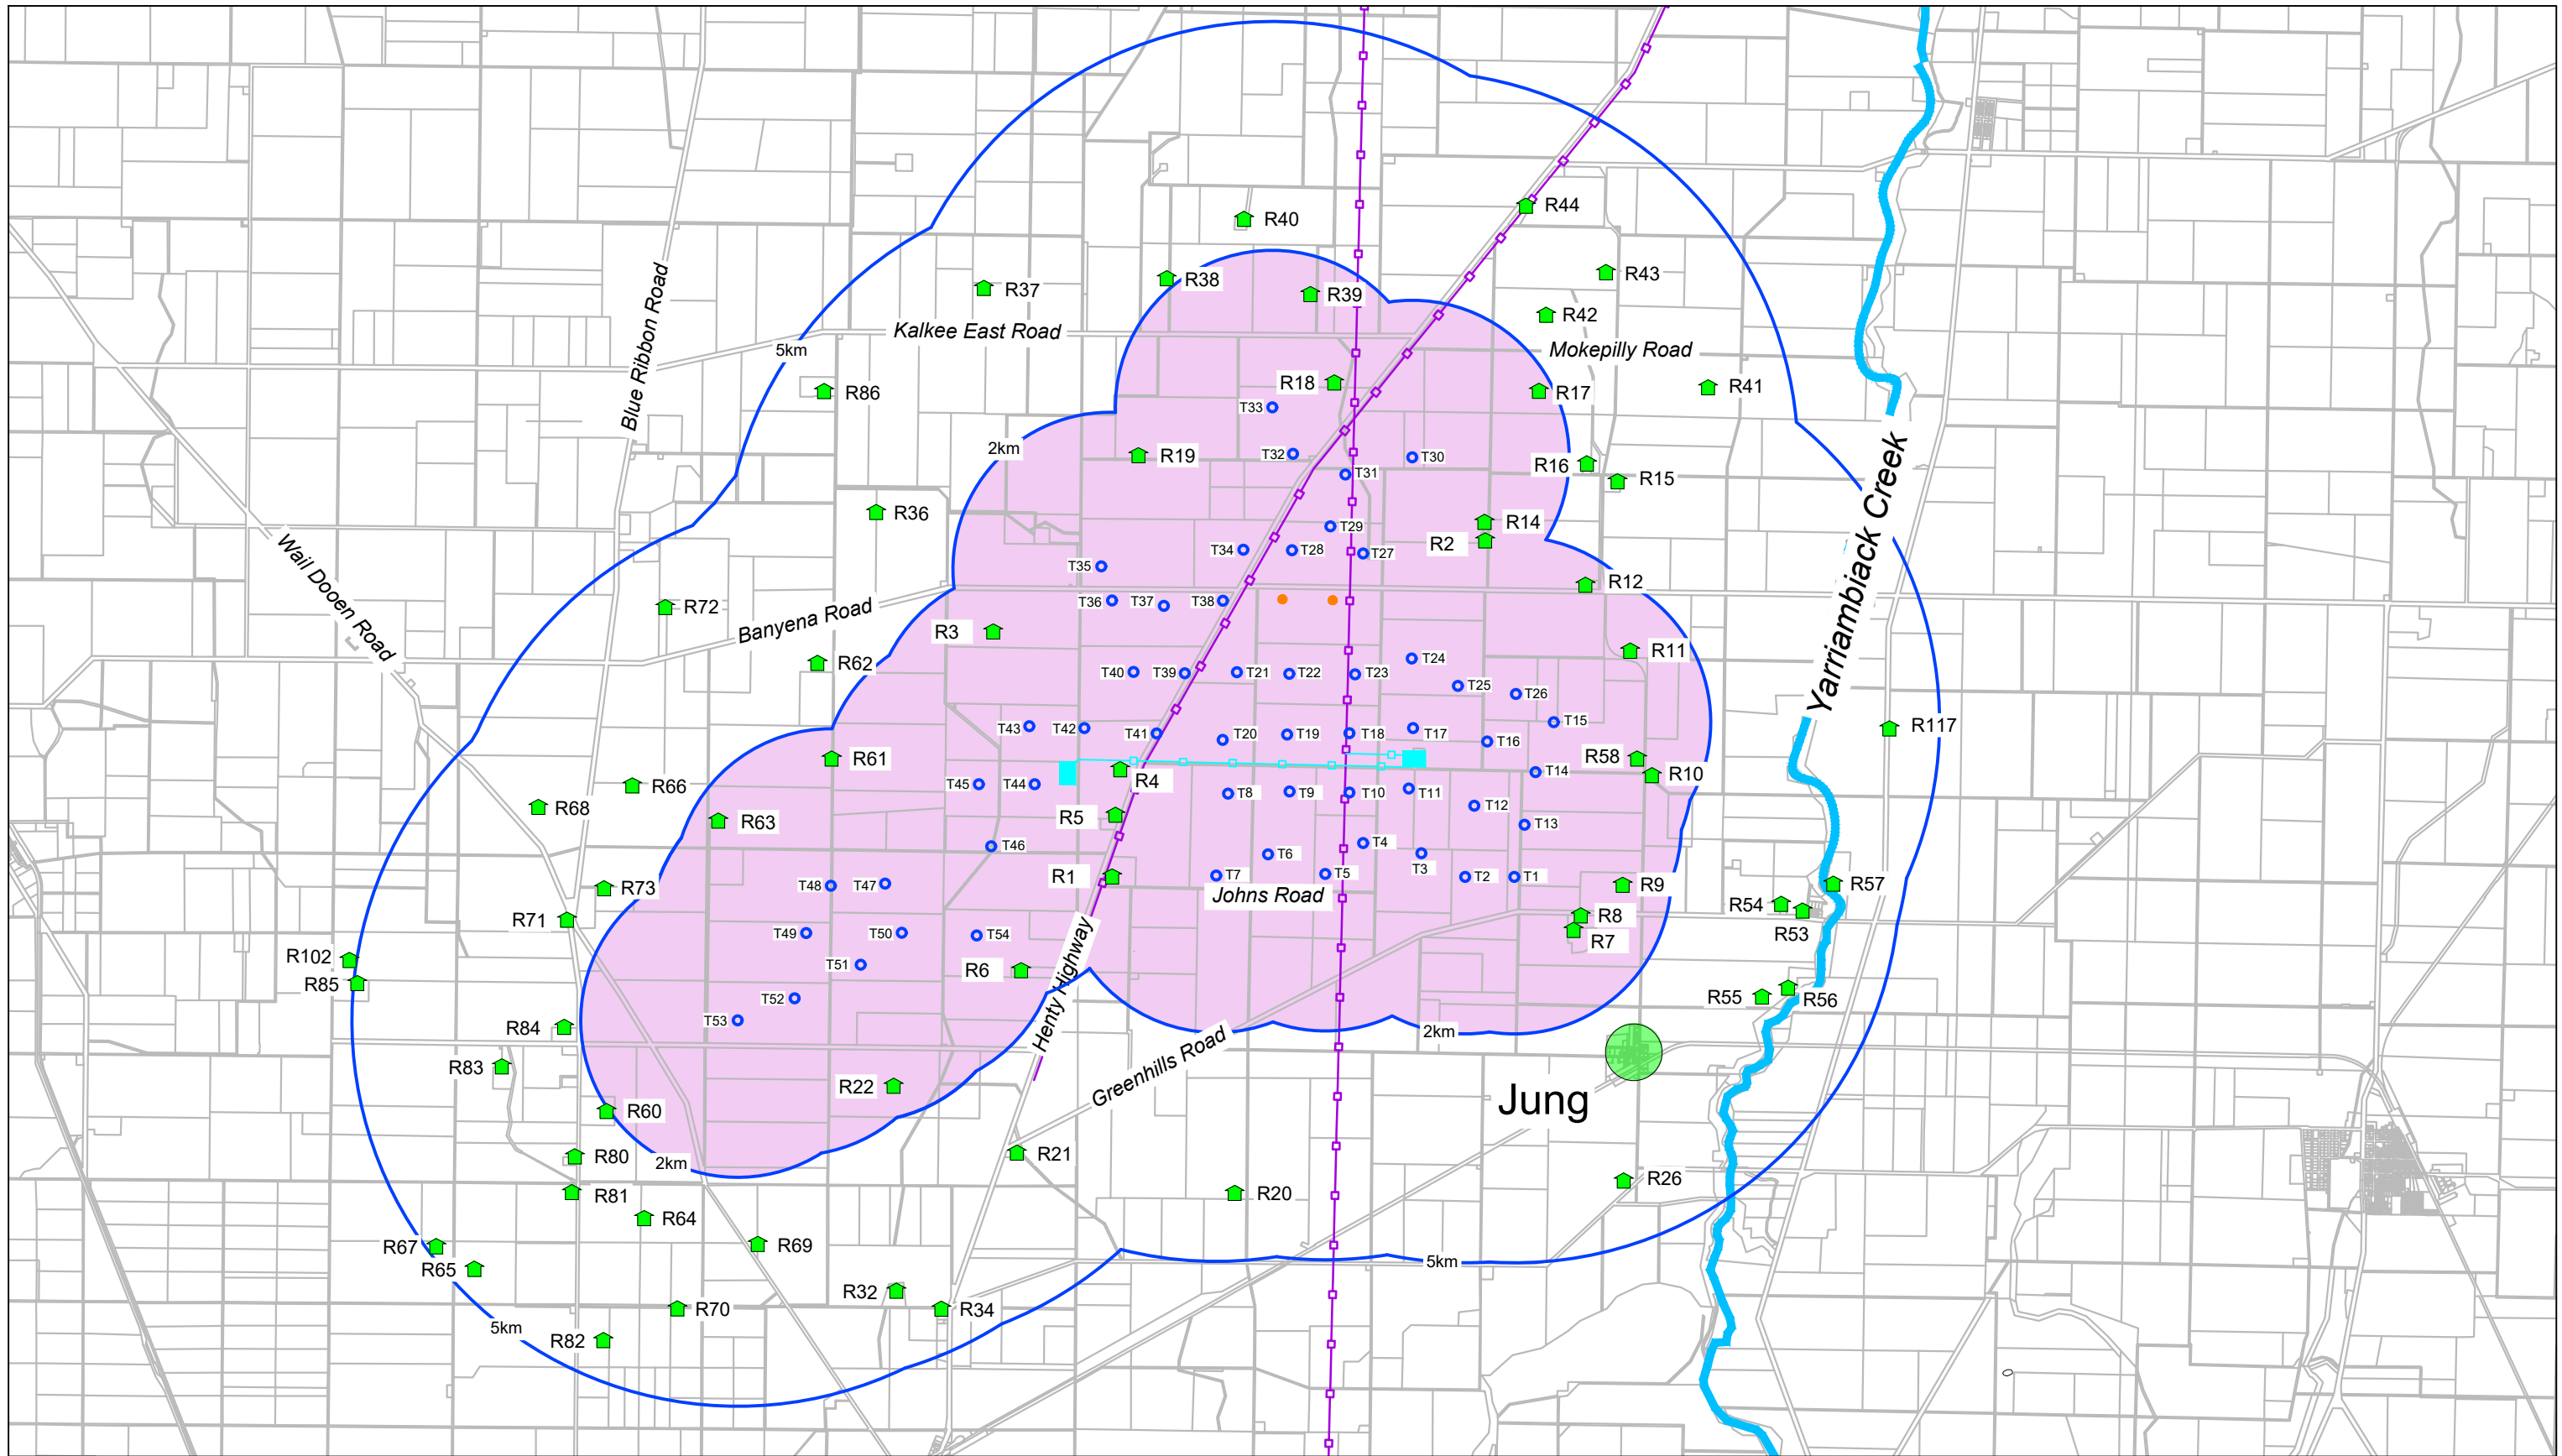 R40
R44
R38
R37
R39
R43
R42
Kalkee East Road
Mokepilly Road
5km
Blue Ribbon Road
R86
R18
R17
R41
T33
2km
R19
T32
T30
R16
T31
R15
R36
R14
T29
R2
Yarriambiack Creek
Wail Dooen Road
T34
T28
T27
T35
R12
R72
Banyena Road
T36
T37
T38
R3
R11
R62
T24
T40
T39
T21
T22
T23
T25
T26
T43
T42
T41
T20
T19
T18
T17
T15
R117
T16
R61
R58
T14
R10
R66
T45
T44
R4
T8
T9
T10
T11
R68
R63
R5
T12
T13
T46
T6
T4
T3
R73
T48
T47
R1
T7
T5
T2
T1
R9
R57
Johns Road
R71
R54
R8
R53
T49
T50
T54
R7
R102
T51
R6
R85
Henty Highway
T52
R55
R56
T53
R84
2km
Greenhills Road
R83
R22
Jung
R60
R80
2km
R21
R81
R20
R26
R64
R67
R69
R65
5km
R32
R70
R34
5km
R82